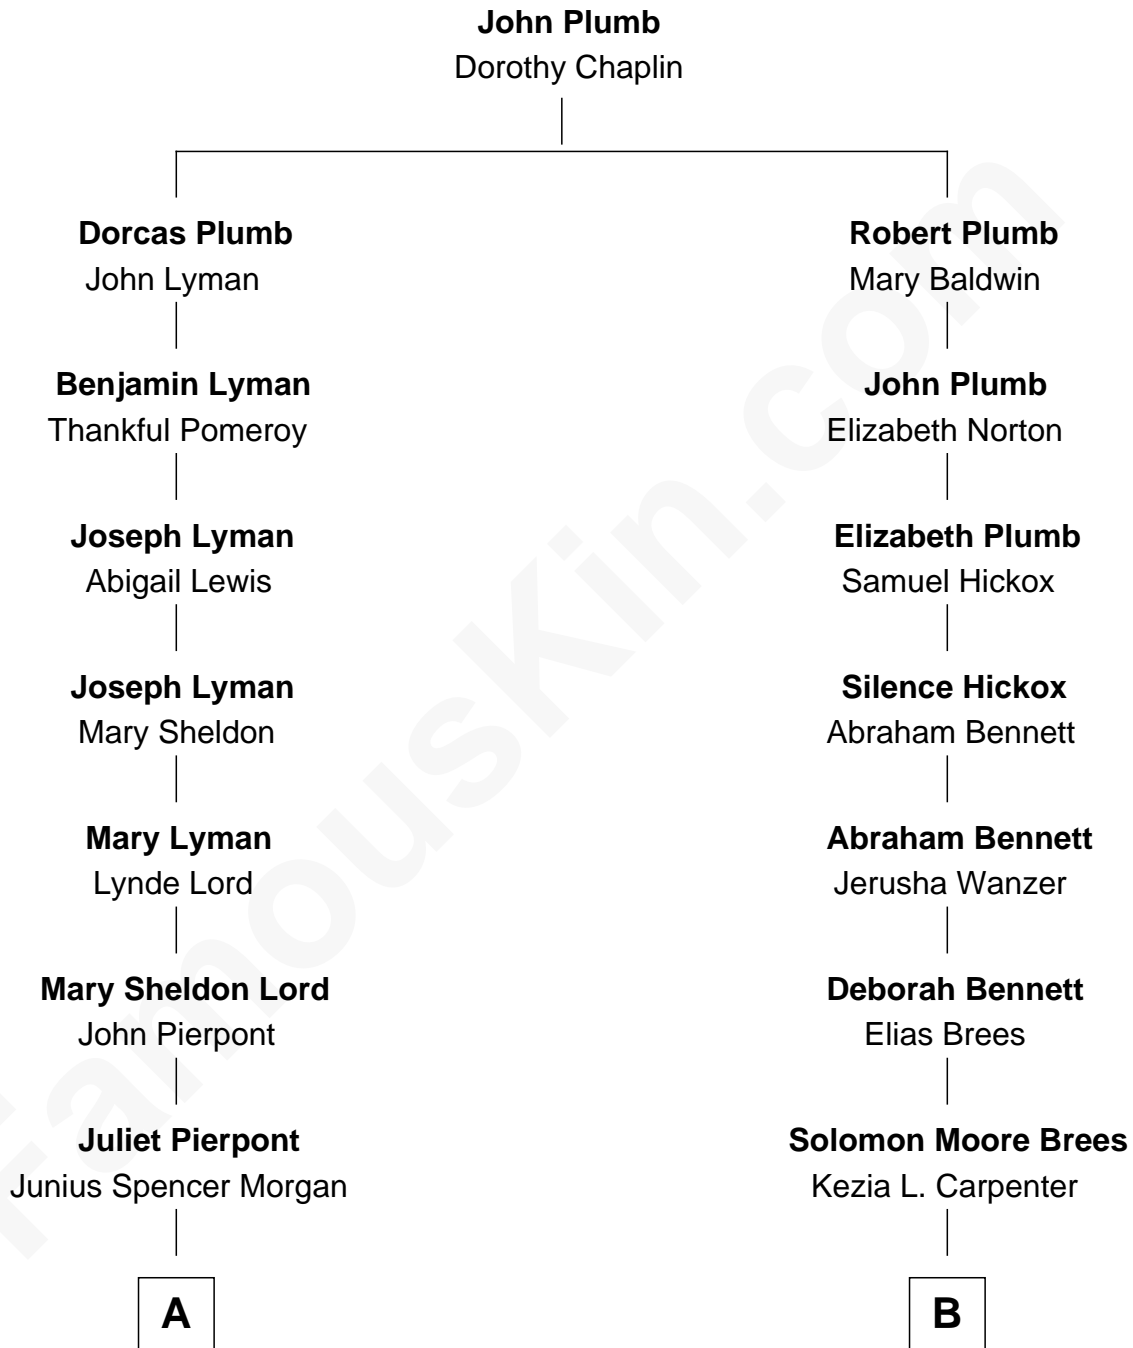 John Plumb
Dorothy Chaplin
Dorcas Plumb
John Lyman
Robert Plumb
Mary Baldwin
Benjamin Lyman
Thankful Pomeroy
John Plumb
Elizabeth Norton
Joseph Lyman
Abigail Lewis
Elizabeth Plumb
Samuel Hickox
Joseph Lyman
Mary Sheldon
Silence Hickox
Abraham Bennett
Mary Lyman
Lynde Lord
Abraham Bennett
Jerusha Wanzer
Mary Sheldon Lord
John Pierpont
Deborah Bennett
Elias Brees
Juliet Pierpont
Junius Spencer Morgan
Solomon Moore Brees
Kezia L. Carpenter
A
B
FamousKin.com